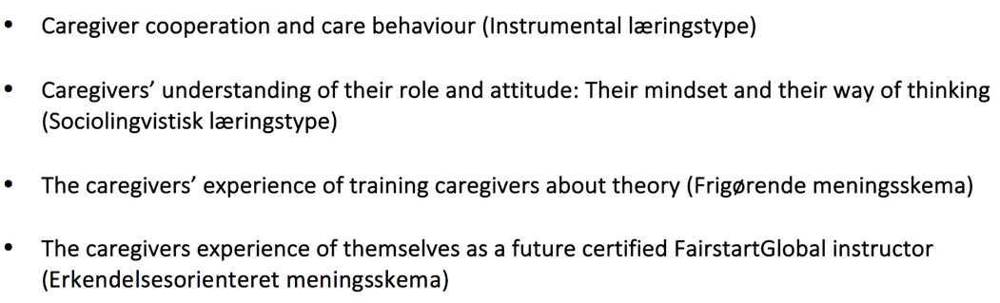 • Caregiver cooperation and care behaviour (Instrumental læringstype)
• Caregivers’ understanding of their role and attitude: Their mindset and their way of thinking
(Sociolingvistisk læringstype)
• The caregivers’ experience of training caregivers about theory (Frigørende meningsskema)
• The caregivers experience of themselves as a future certified FairstartGlobal instructor
(Erkendelsesorienteret meningsskema)